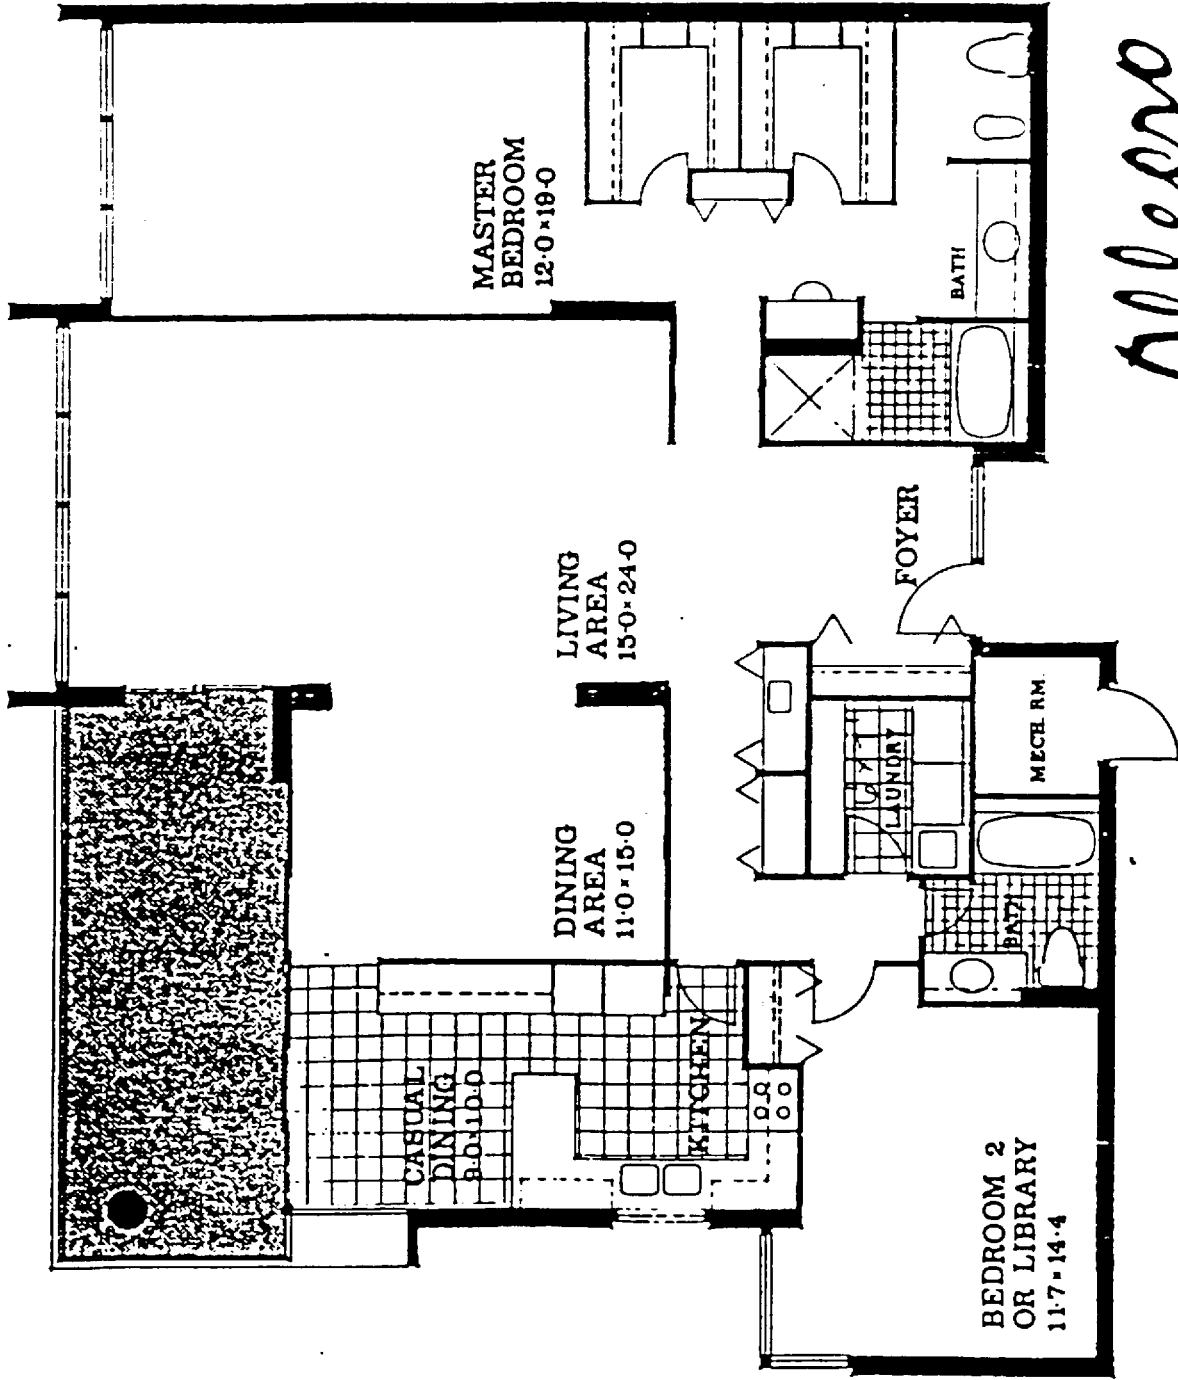 MASTER
BEDROOM
12·0×19·0
BATH
LIVING
AREA
15·0×24·0
FOYER
DINING
AREA
11·0×15·0
LAUNDRY
MECH. RM.
BATH
CASUAL
DINING
9·0×10·0
KITCHEN
BEDROOM 2
OR LIBRARY
11·7×14·4